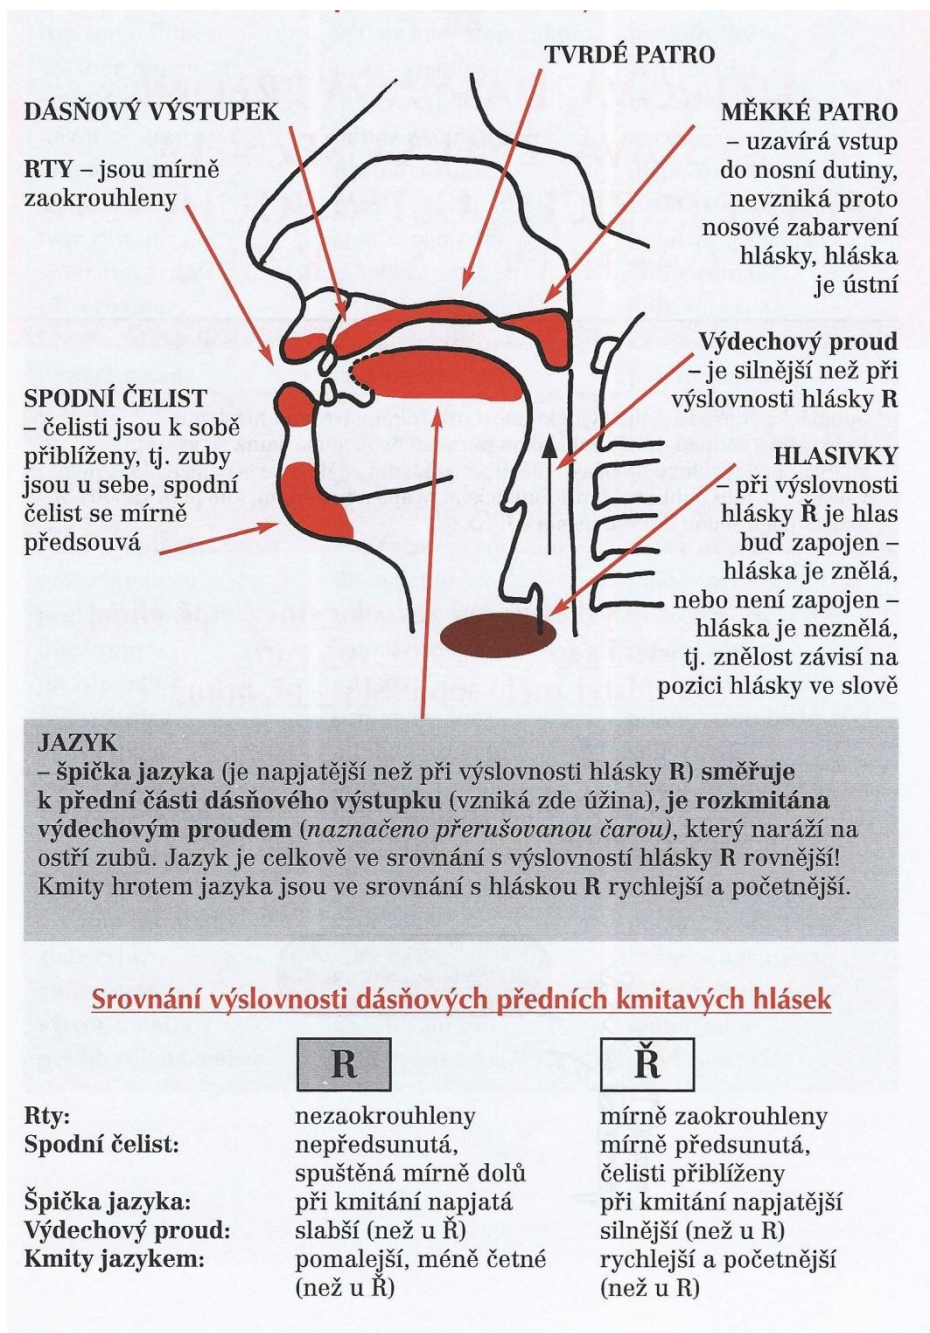 TVRDÉ PATRO
DÁSŇOVÝ VÝSTUPEK
RTY – jsou mírně
zaokrouhleny
MĚKKÉ PATRO
– uzavírá vstup
do nosní dutiny,
nevzniká proto
nosové zabarvení
hlásky, hláska
je ústní
Výdechový proud
– je silnější než při
výslovnosti hlásky R
SPODNÍ ČELIST
– čelisti jsou k sobě
přiblíženy, tj. zuby
jsou u sebe, spodní
čelist se mírně
předsouvá
HLASIVKY
– při výslovnosti
hlásky Ř je hlas
buď zapojen –
hláska je znělá,
nebo není zapojen –
hláska je neznělá,
tj. znělost závisí na
pozici hlásky ve slově
JAZYK
– špička jazyka (je napjatější než při výslovnosti hlásky R) směřuje
k přední části dásňového výstupku (vzniká zde úžina), je rozkmitána
výdechovým proudem (naznačeno přerušovanou čarou), který naráží na
ostří zubů. Jazyk je celkově ve srovnání s výslovností hlásky R rovnější!
Kmity hrotem jazyka jsou ve srovnání s hláskou R rychlejší a početnější.
Srovnání výslovnosti dásňových předních kmitavých hlásek
R Ř
Rty: nezaokrouhleny mírně zaokrouhleny
Spodní čelist: nepředsunutá, mírně předsunutá,
spuštěná mírně dolů čelisti přiblíženy
Špička jazyka: při kmitání napjatá při kmitání napjatější
Výdechový proud: slabší (než u Ř) silnější (než u R)
Kmity jazykem: pomalejší, méně četné rychlejší a početnější
(než u Ř) (než u R)